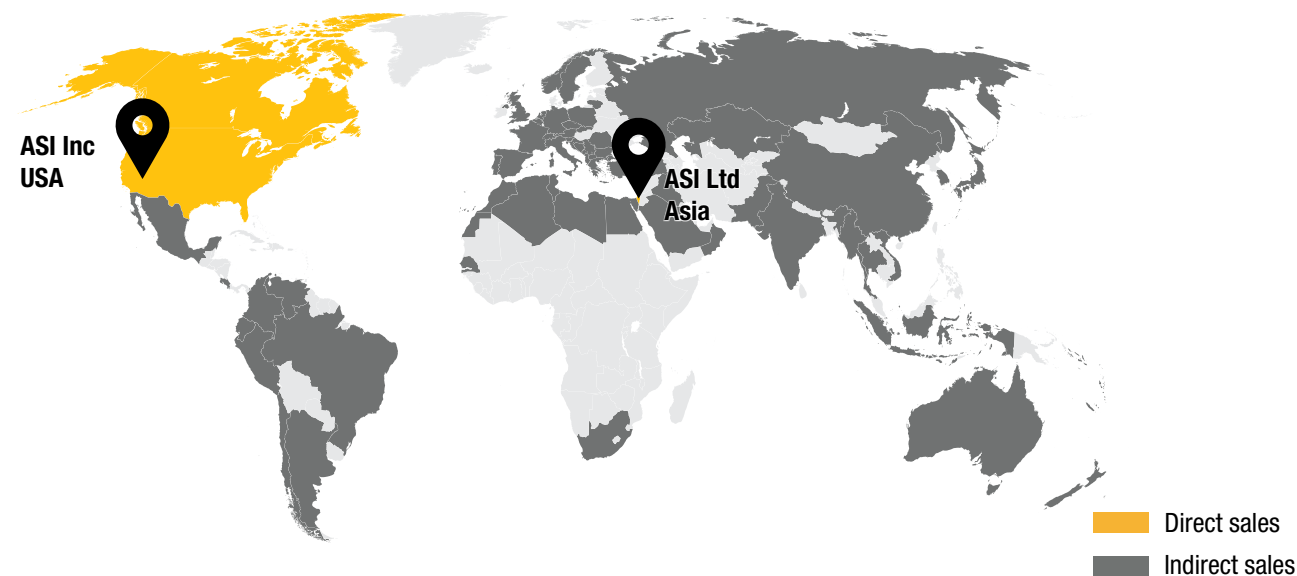 ASI Inc
USA
ASI Ltd
Asia
Direct sales
Indirect sales